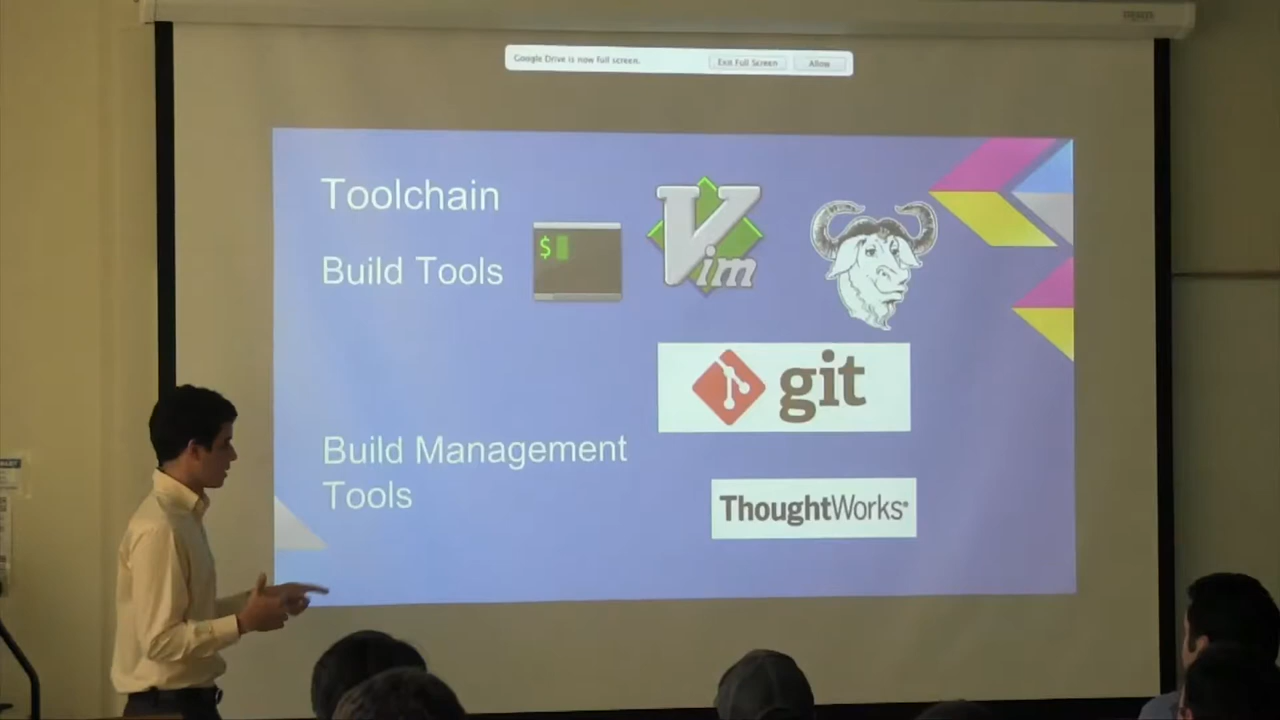 Google Drive is now full screen.
Exit Full Screen
Allow
Toolchain
Build Tools
$
Vim
git
Build Management
Tools
ThoughtWorks®